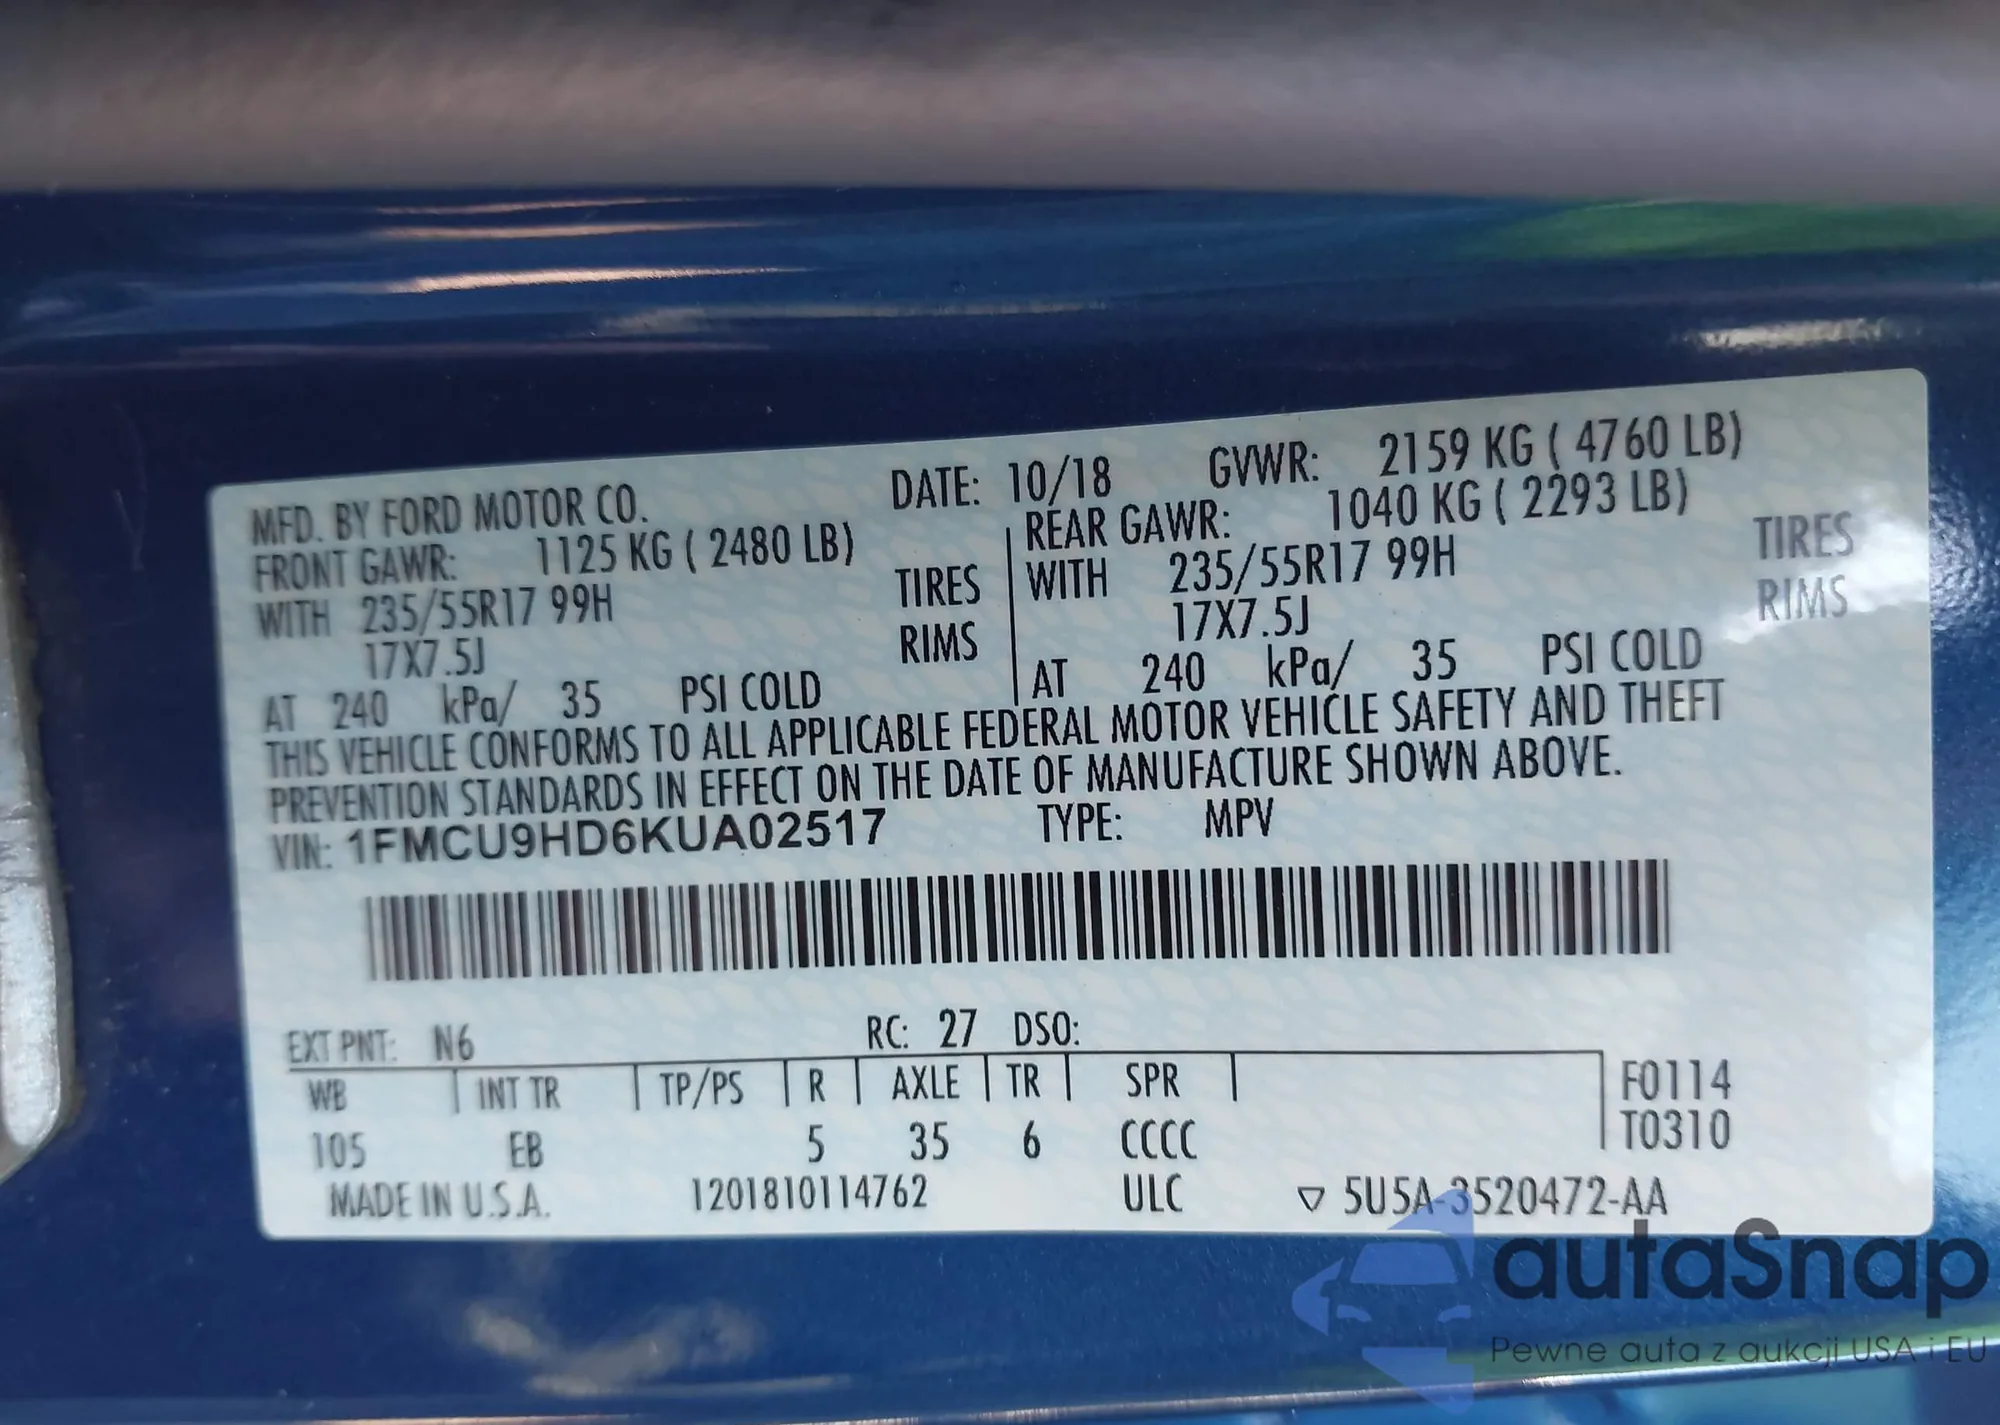 MFD. BY FORD MOTOR CO. DATE: 10/18 GVWR: 2159 KG ( 4760 LB)
FRONT GAWR: 1125 KG ( 2480 LB) REAR GAWR: 1040 KG ( 2293 LB)
WITH 235/55R17 99H TIRES WITH 235/55R17 99H TIRES
17X7.5J RIMS 17X7.5J RIMS
AT 240 kPa/ 35 PSI COLD AT 240 kPa/ 35 PSI COLD
THIS VEHICLE CONFORMS TO ALL APPLICABLE FEDERAL MOTOR VEHICLE SAFETY AND THEFT
PREVENTION STANDARDS IN EFFECT ON THE DATE OF MANUFACTURE SHOWN ABOVE.
VIN: 1FMCU9HD6KUA02517 TYPE: MPV
EXT PNT: N6 RC: 27 DSO:
WB INT TR TP/PS R AXLE TR SPR F0114
105 EB 5 35 6 CCCC T0310
MADE IN U.S.A. 1201810114762 ULC ▽ 5U5A-3520472-AA
autaSnap
Pewne auta z aukcji USA i EU